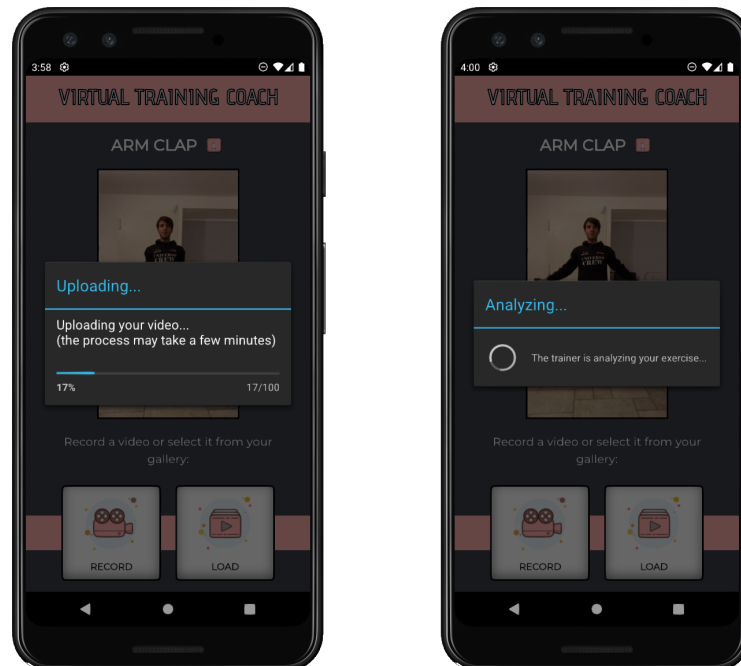 3:58
VIRTUAL TRAINING COACH
ARM CLAP
Uploading...
Uploading your video...
(the process may take a few minutes)
17%
17/100
Record a video or select it from your
gallery:
RECORD
LOAD
4:00
VIRTUAL TRAINING COACH
ARM CLAP
Analyzing...
The trainer is analyzing your exercise...
Record a video or select it from your
gallery:
RECORD
LOAD